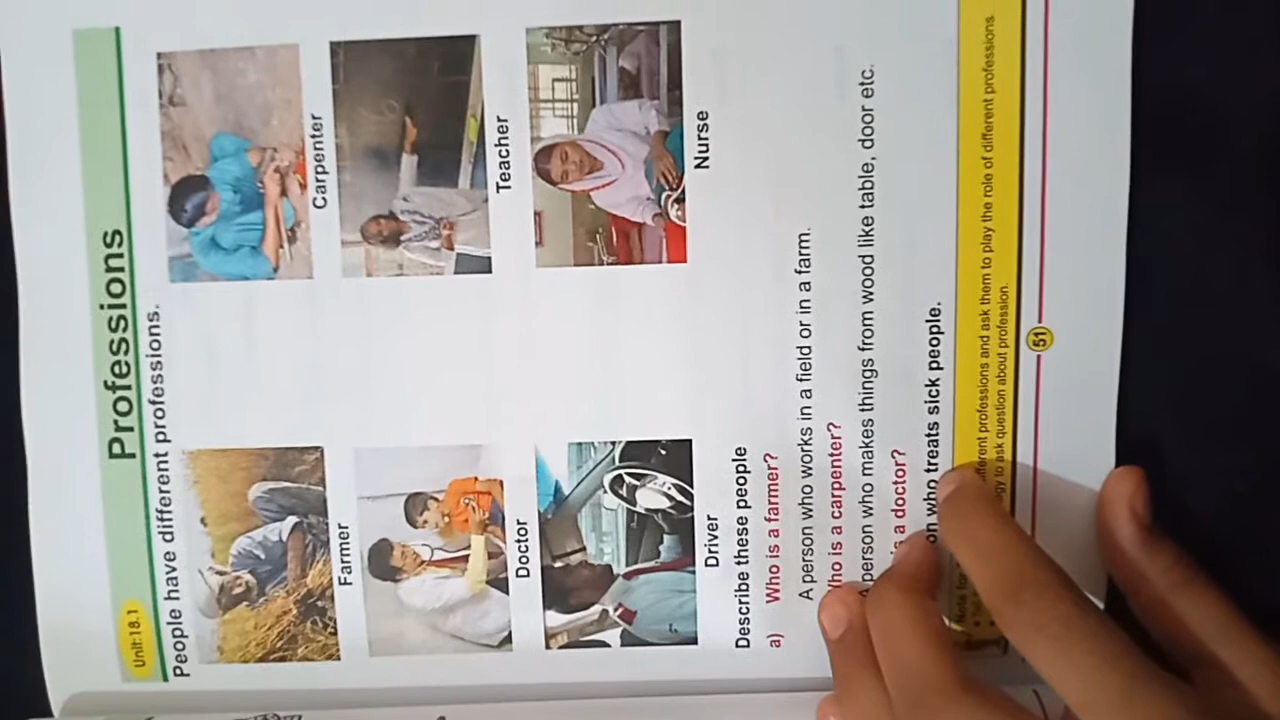 Unit:18.1
Professions
People have different professions.
Farmer
Carpenter
Doctor
Teacher
Driver
Nurse
Describe these people
a) Who is a farmer?
A person who works in a field or in a farm.
is a carpenter?
A person who makes things from wood like table, door etc.
a doctor?
who treats sick people.
Note for
different professions and ask them to play the role of different professions.
to ask question about profession.
51